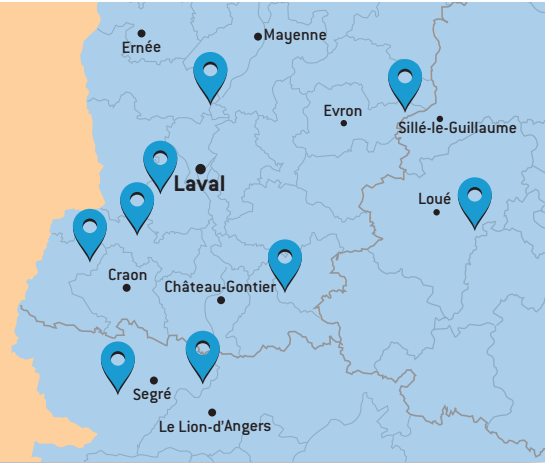 Ernée
Mayenne
Evron
Sillé-le-Guillaume
Laval
Loué
Craon
Château-Gontier
Segré
Le Lion-d'Angers